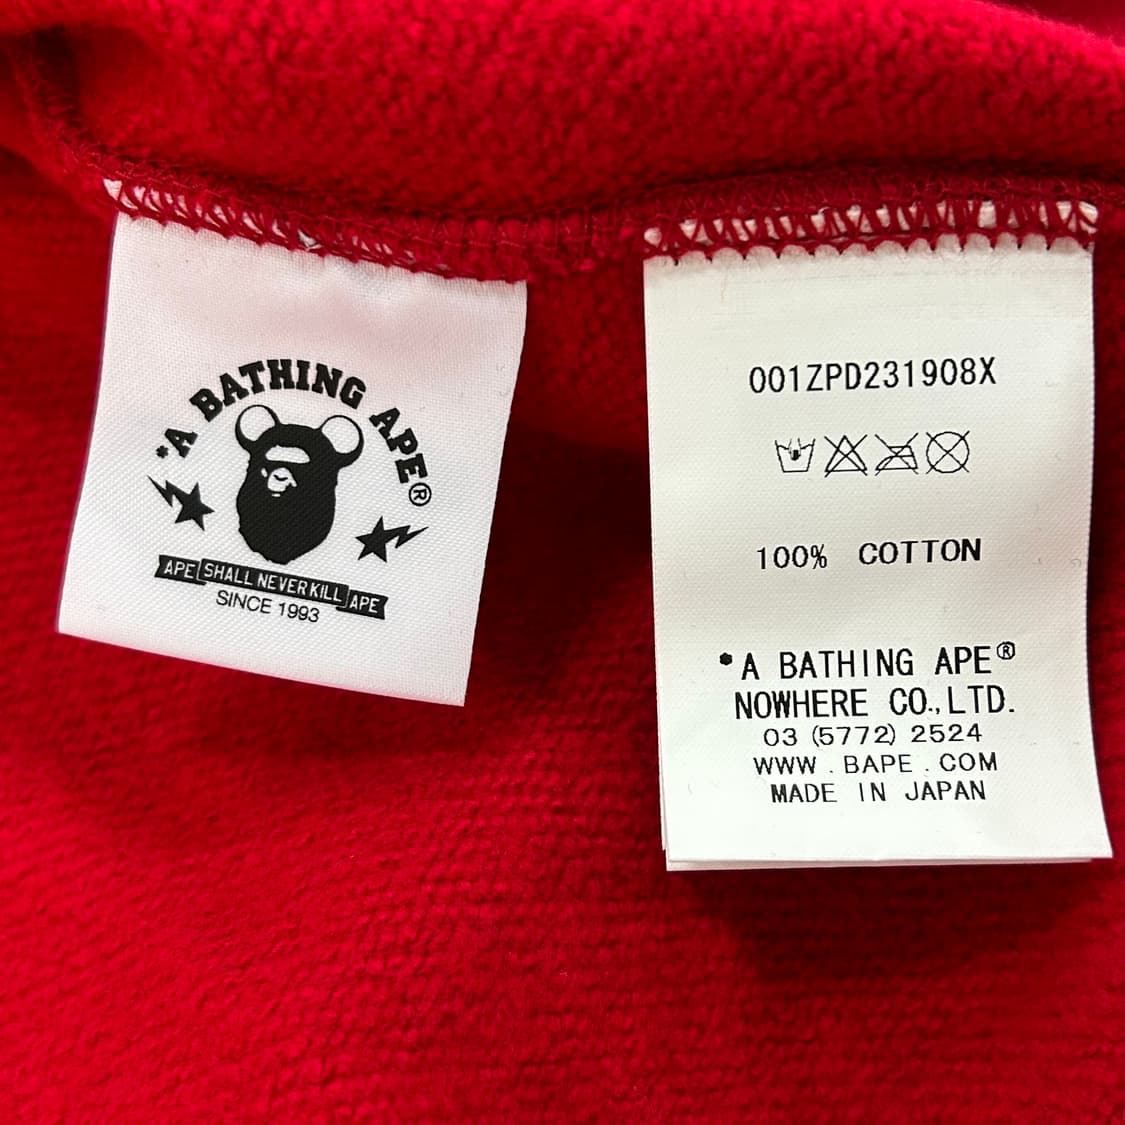 *A BATHING APE®
APE SHALL NEVER KILL APE
SINCE 1993
001ZPD231908X
100% COTTON
*A BATHING APE®
NOWHERE CO.,LTD.
03 (5772) 2524
WWW . BAPE . COM
MADE IN JAPAN